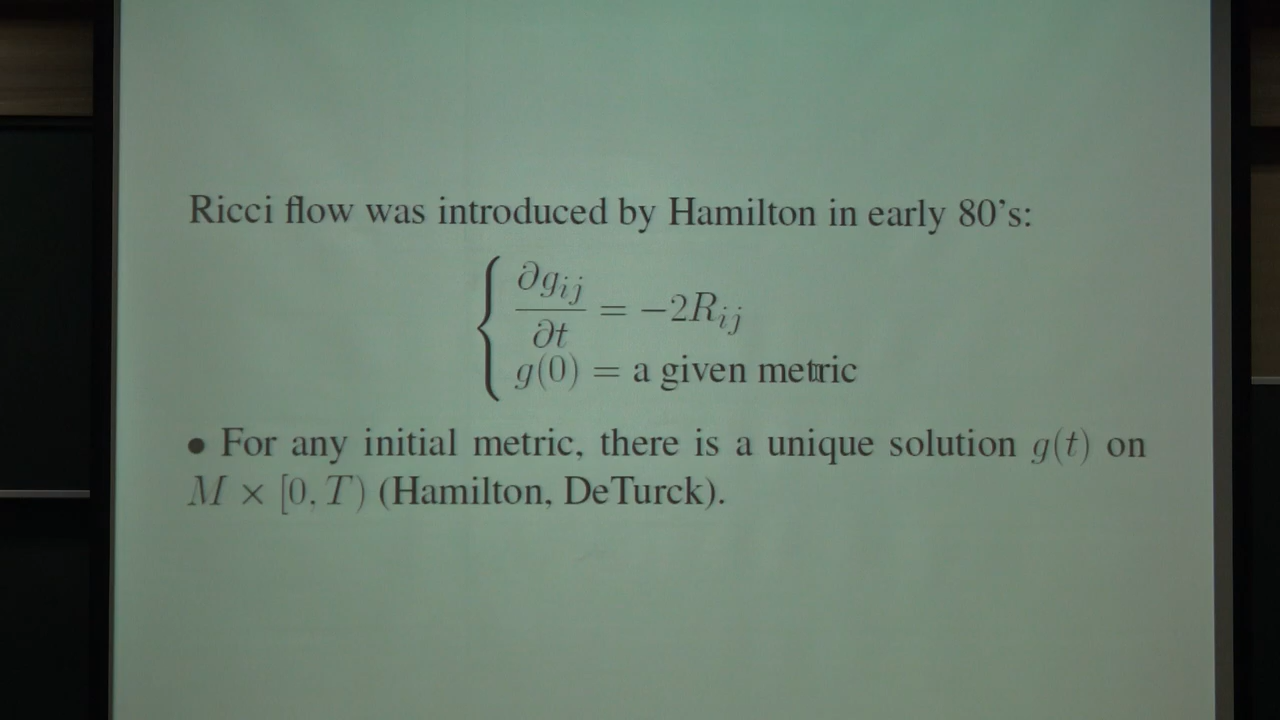 Ricci flow was introduced by Hamilton in early 80's:
∂g_{ij}/∂t = −2R_{ij}
g(0) = a given metric
• For any initial metric, there is a unique solution g(t) on
M × [0, T) (Hamilton, DeTurck).